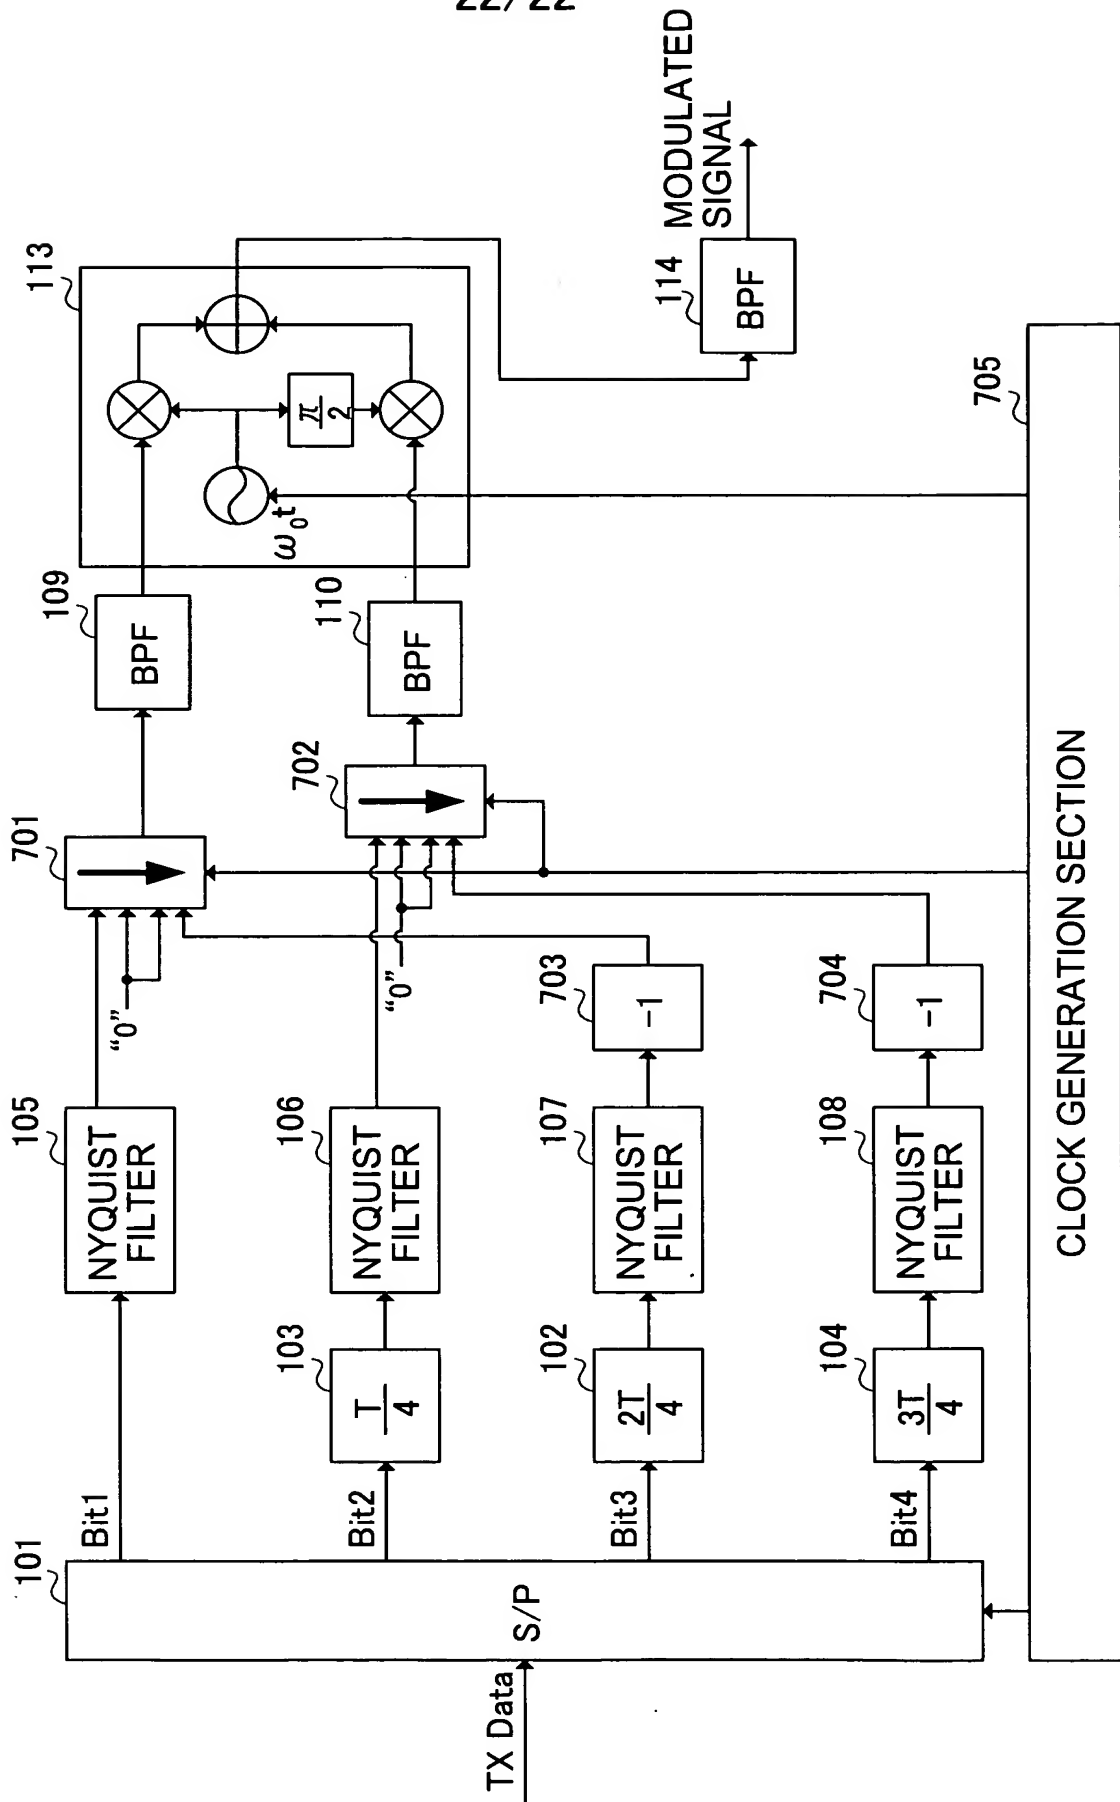 22/22
TX Data
101
S/P
Bit1
Bit2
Bit3
Bit4
103
T
4
102
2T
4
104
3T
4
105
NYQUIST
FILTER
106
NYQUIST
FILTER
107
NYQUIST
FILTER
108
NYQUIST
FILTER
"0"
"0"
703
-1
704
-1
701
702
109
BPF
110
BPF
113
ω0t
π
2
114
BPF
MODULATED
SIGNAL
705
CLOCK GENERATION SECTION